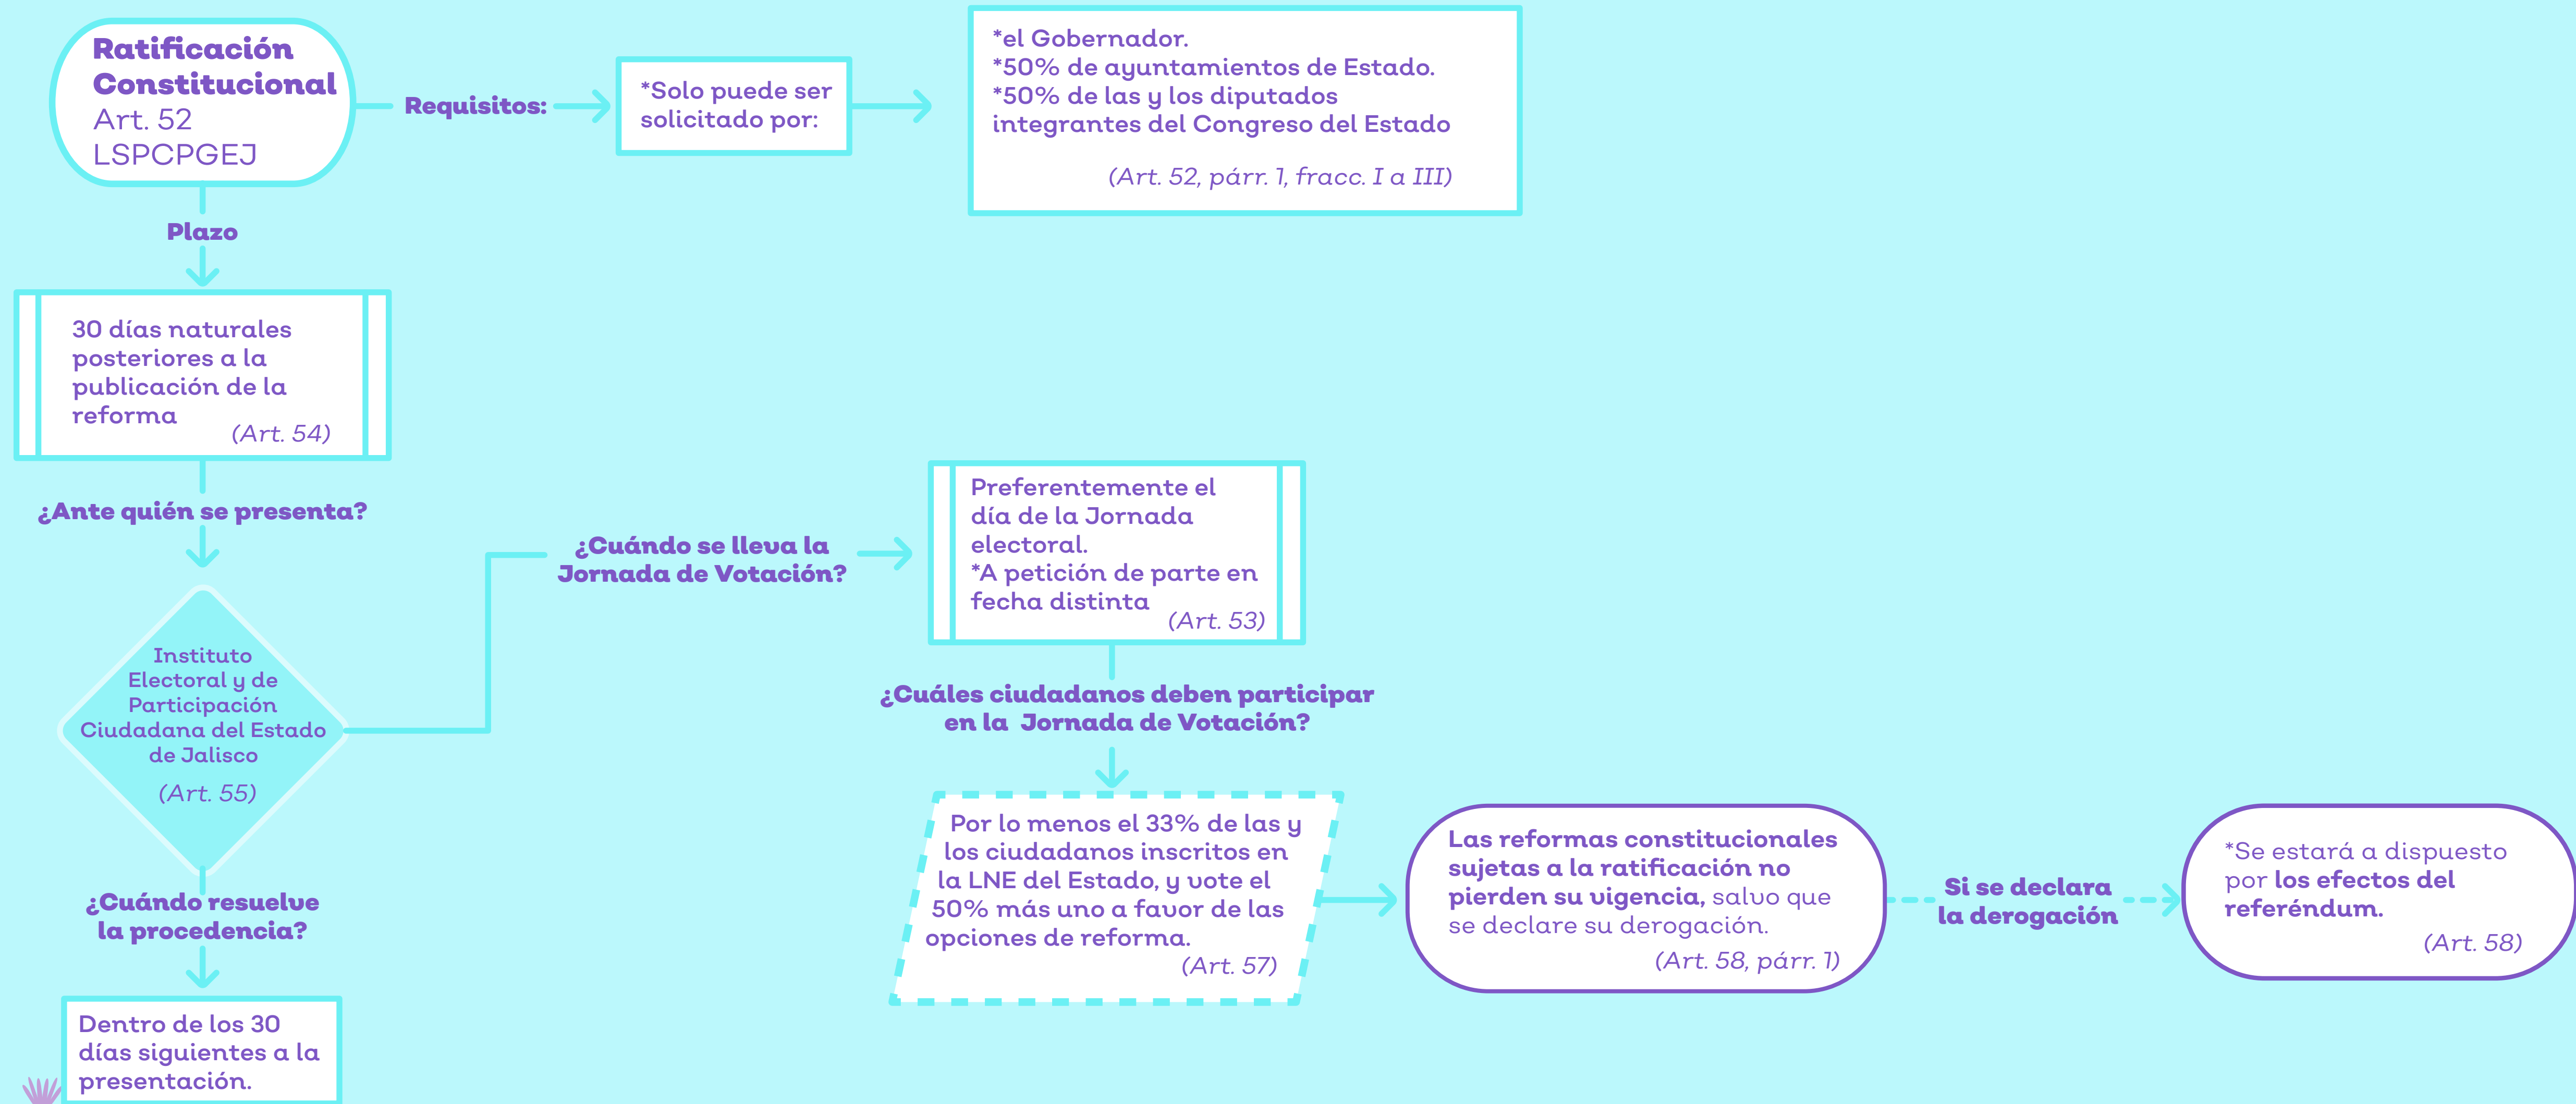 Ratificación
Constitucional
Art. 52
LSPCPGEJ
Requisitos:
*Solo puede ser
solicitado por:
*el Gobernador.
*50% de ayuntamientos de Estado.
*50% de las y los diputados
integrantes del Congreso del Estado
(Art. 52, párr. 1, fracc. I a III)
Plazo
30 días naturales
posteriores a la
publicación de la
reforma
(Art. 54)
¿Ante quién se presenta?
Instituto
Electoral y de
Participación
Ciudadana del Estado
de Jalisco
(Art. 55)
¿Cuándo resuelve
la procedencia?
Dentro de los 30
días siguientes a la
presentación.
¿Cuándo se lleva la
Jornada de Votación?
Preferentemente el
día de la Jornada
electoral.
*A petición de parte en
fecha distinta
(Art. 53)
¿Cuáles ciudadanos deben participar
en la  Jornada de Votación?
Por lo menos el 33% de las y
los ciudadanos inscritos en
la LNE del Estado, y vote el
50% más uno a favor de las
opciones de reforma.
(Art. 57)
Las reformas constitucionales
sujetas a la ratificación no
pierden su vigencia, salvo que
se declare su derogación.
(Art. 58, párr. 1)
Si se declara
la derogación
*Se estará a dispuesto
por los efectos del
referéndum.
(Art. 58)